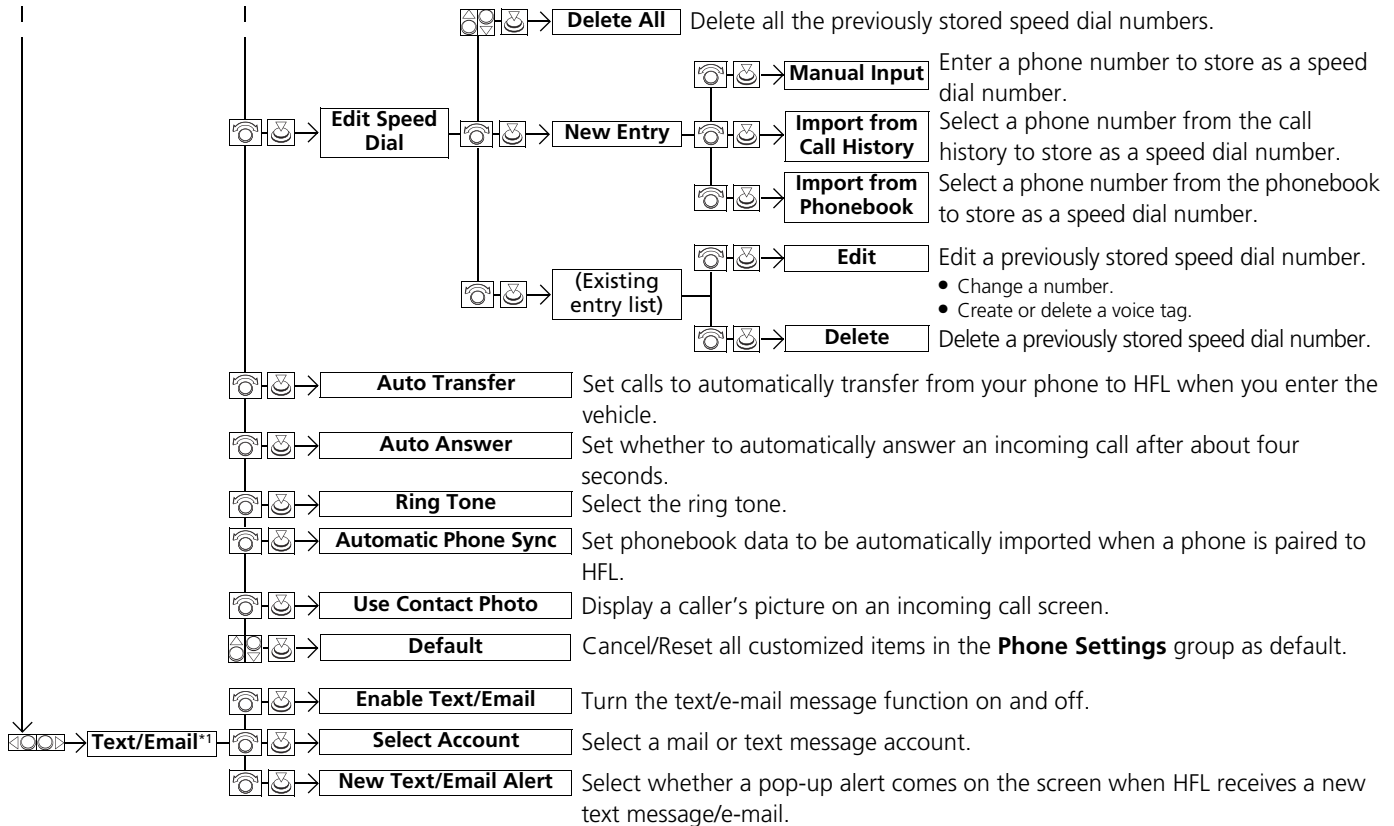 Delete All
Delete all the previously stored speed dial numbers.
Edit Speed
Dial
New Entry
Manual Input
Enter a phone number to store as a speed
dial number.
Import from
Call History
Select a phone number from the call
history to store as a speed dial number.
Import from
Phonebook
Select a phone number from the phonebook
to store as a speed dial number.
(Existing
entry list)
Edit
Edit a previously stored speed dial number.
• Change a number.
• Create or delete a voice tag.
Delete
Delete a previously stored speed dial number.
Auto Transfer
Set calls to automatically transfer from your phone to HFL when you enter the
vehicle.
Auto Answer
Set whether to automatically answer an incoming call after about four
seconds.
Ring Tone
Select the ring tone.
Automatic Phone Sync
Set phonebook data to be automatically imported when a phone is paired to
HFL.
Use Contact Photo
Display a caller's picture on an incoming call screen.
Default
Cancel/Reset all customized items in the Phone Settings group as default.
Text/Email*1
Enable Text/Email
Turn the text/e-mail message function on and off.
Select Account
Select a mail or text message account.
New Text/Email Alert
Select whether a pop-up alert comes on the screen when HFL receives a new
text message/e-mail.